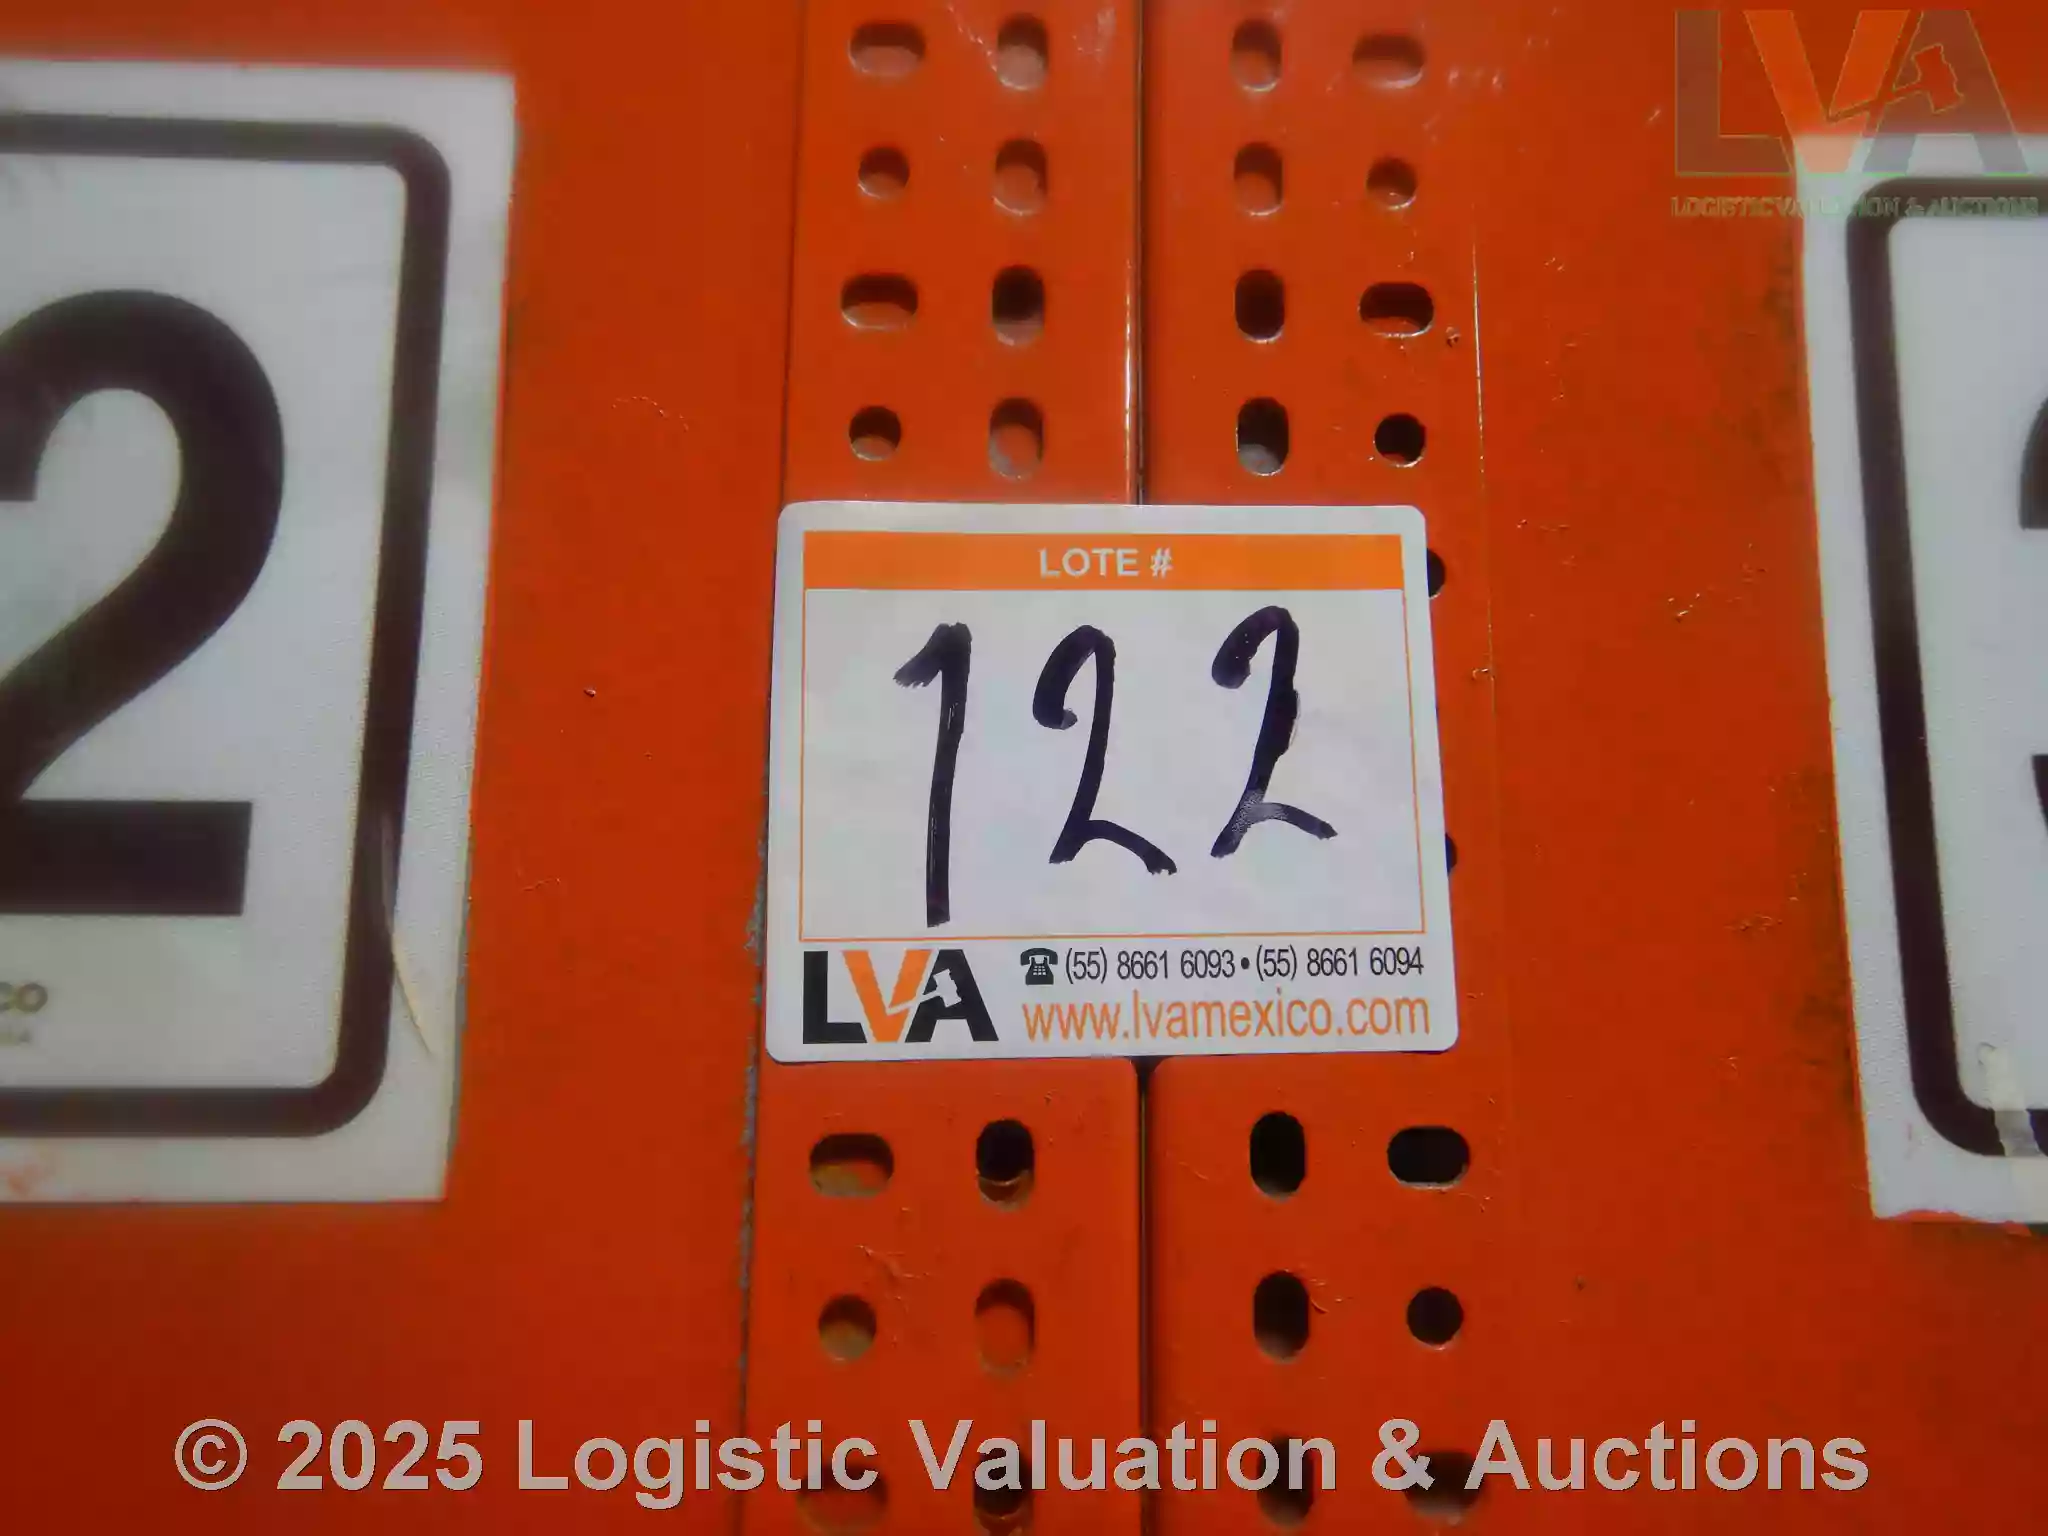 LVA
LOGISTIC VALUATION & AUCTIONS
2
LOTE #
122
LVA
(55) 8661 6093 • (55) 8661 6094
www.lvamexico.com
© 2025 Logistic Valuation & Auctions